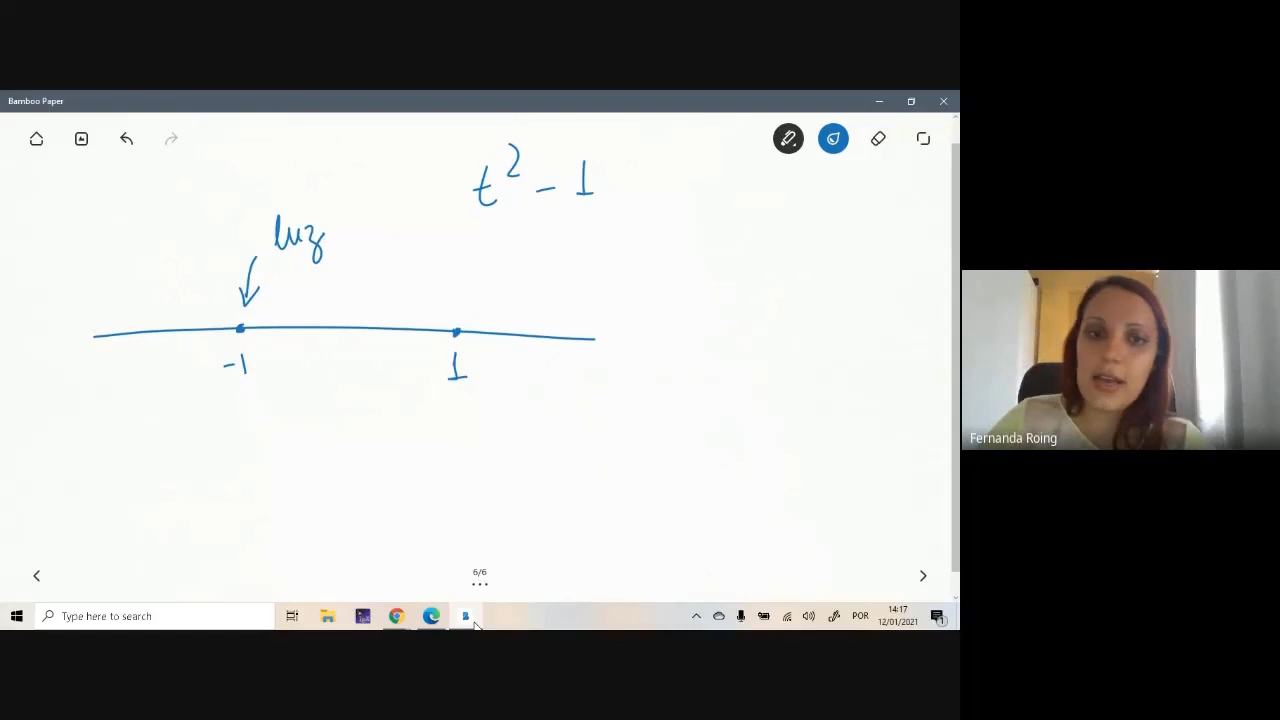 Bamboo Paper
t² - 1
luz
-1
1
Fernanda Roing
6/6
Type here to search
POR
14:17
12/01/2021
1